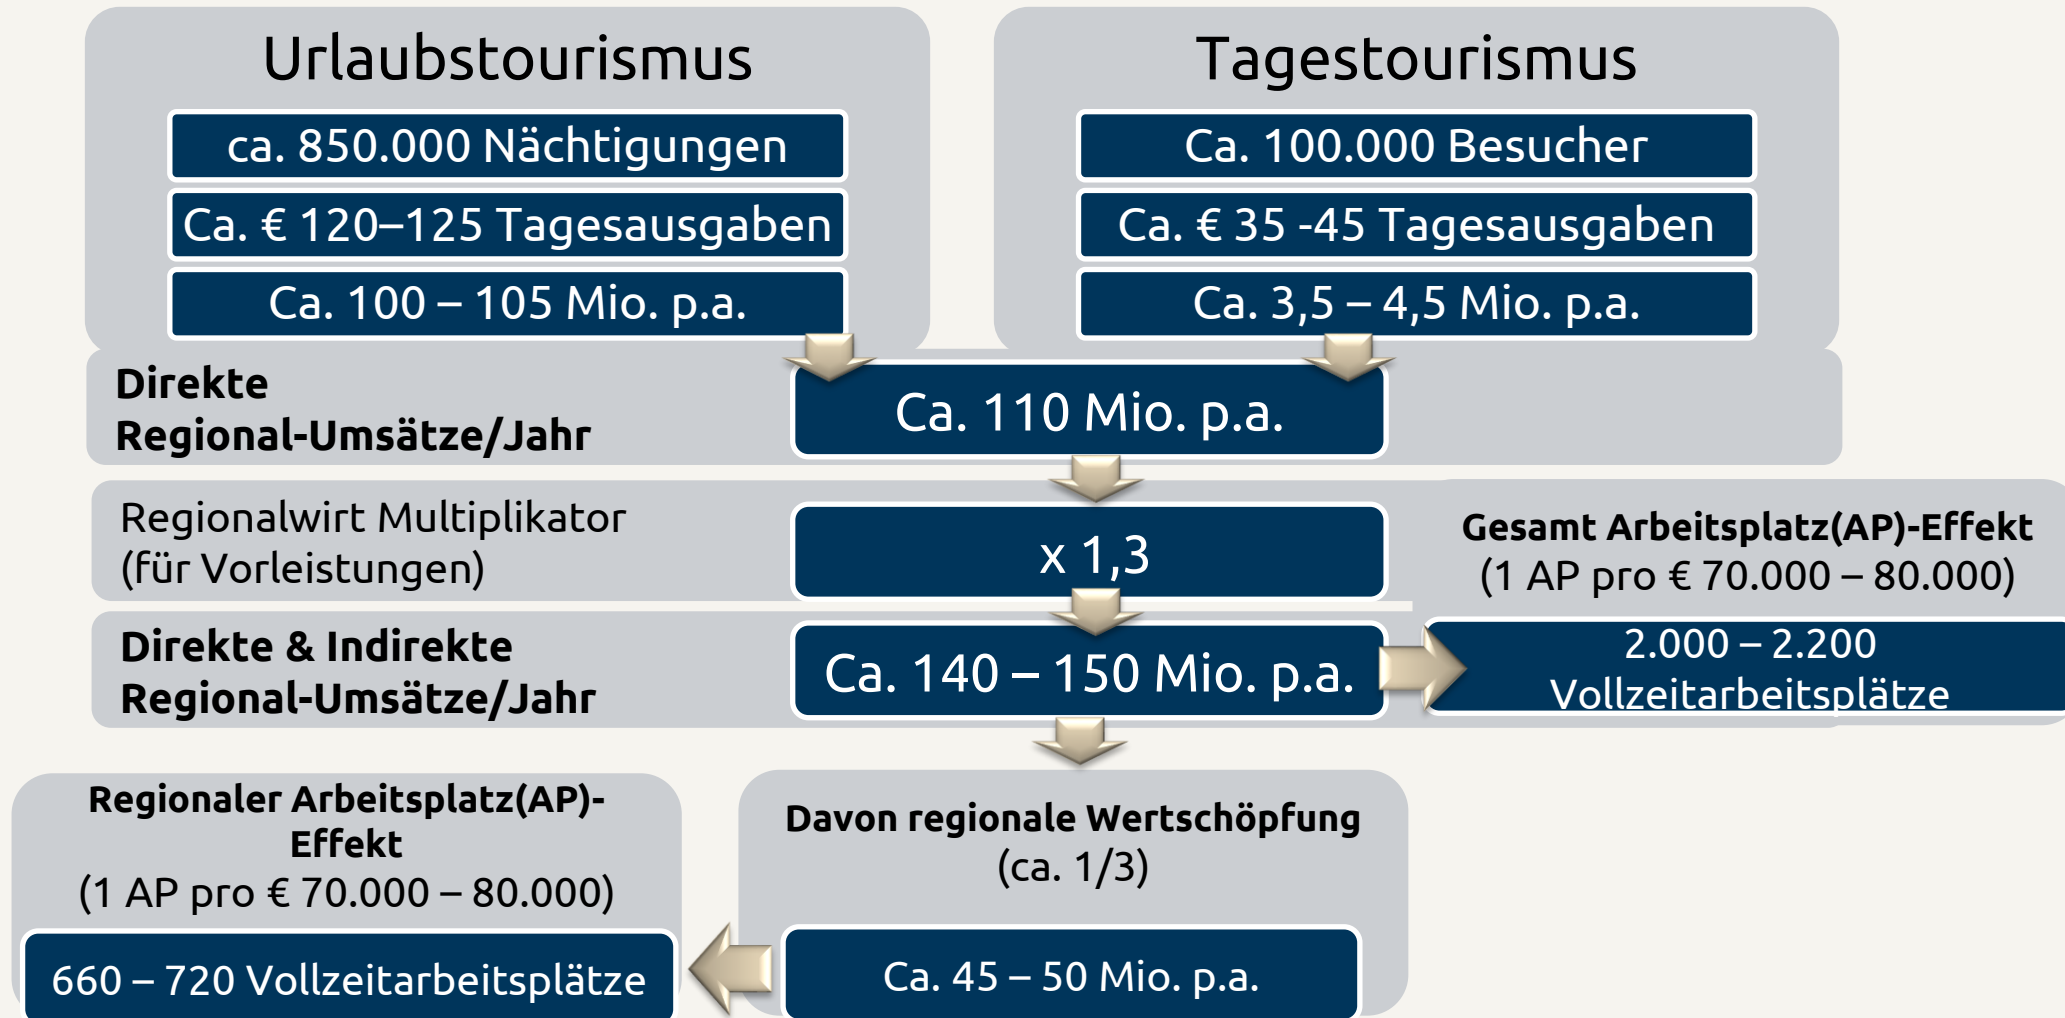 Urlaubstourismus
ca. 850.000 Nächtigungen
Ca. € 120–125 Tagesausgaben
Ca. 100 – 105 Mio. p.a.
Tagestourismus
Ca. 100.000 Besucher
Ca. € 35 -45 Tagesausgaben
Ca. 3,5 – 4,5 Mio. p.a.
Direkte
Regional-Umsätze/Jahr
Ca. 110 Mio. p.a.
Regionalwirt Multiplikator
(für Vorleistungen)
x 1,3
Direkte & Indirekte
Regional-Umsätze/Jahr
Ca. 140 – 150 Mio. p.a.
Gesamt Arbeitsplatz(AP)-Effekt
(1 AP pro € 70.000 – 80.000)
2.000 – 2.200
Vollzeitarbeitsplätze
Davon regionale Wertschöpfung
(ca. 1/3)
Ca. 45 – 50 Mio. p.a.
Regionaler Arbeitsplatz(AP)-
Effekt
(1 AP pro € 70.000 – 80.000)
660 – 720 Vollzeitarbeitsplätze